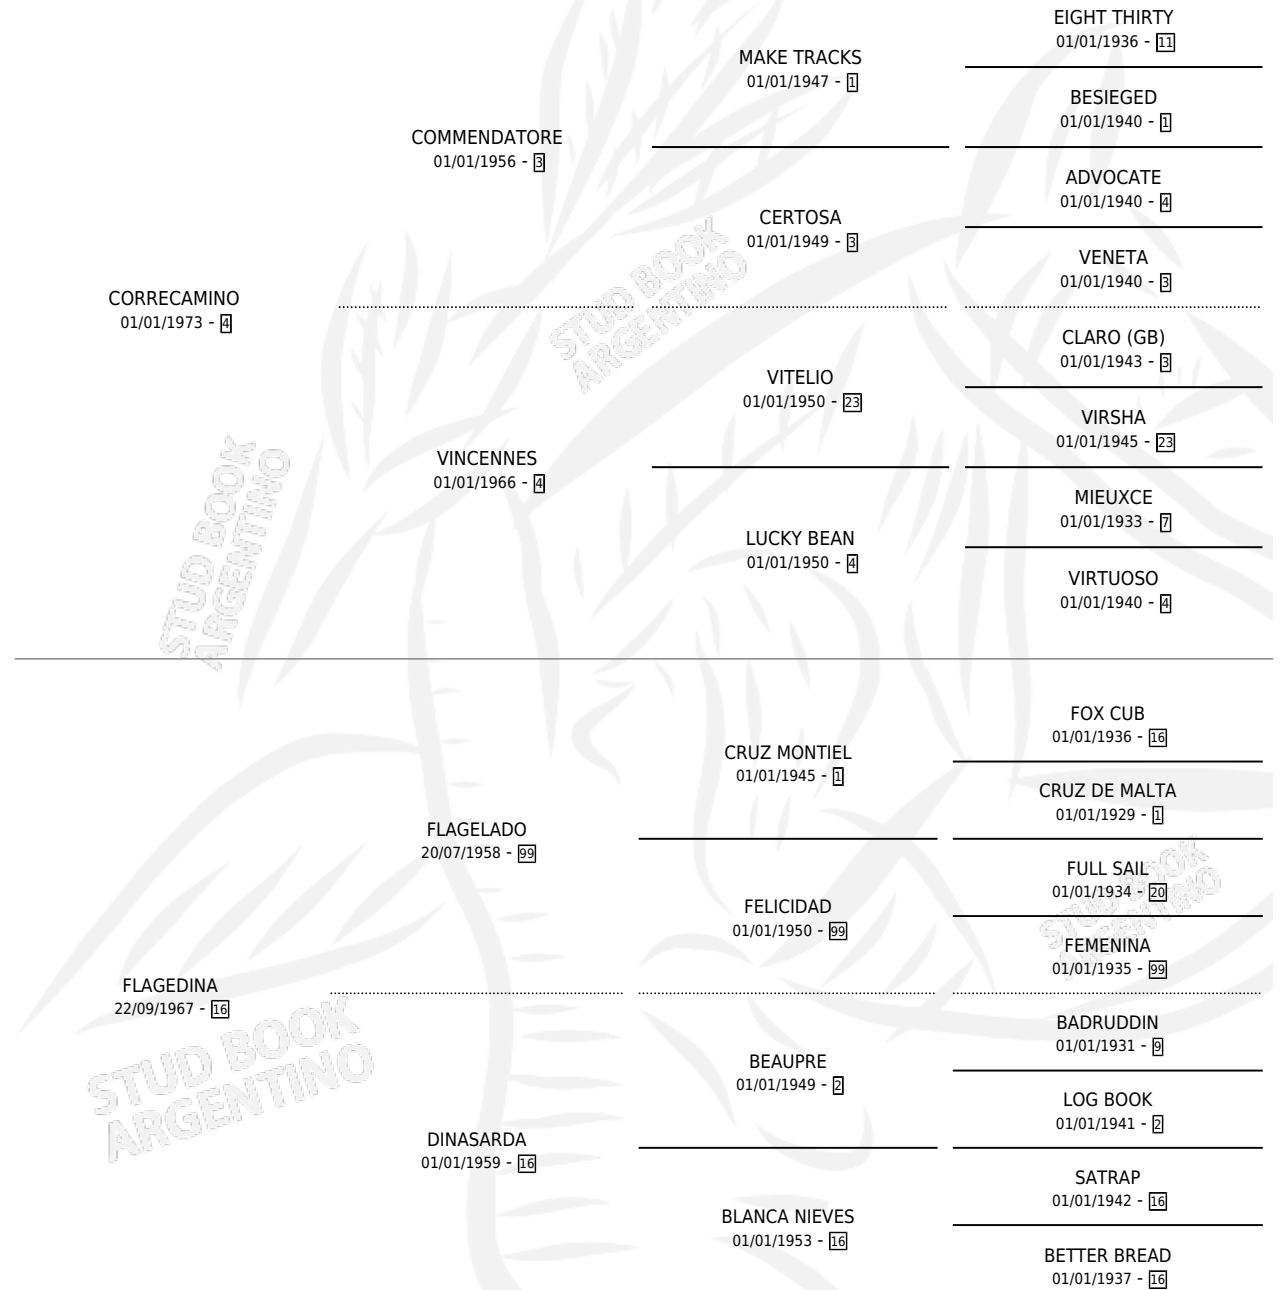 EIGHT THIRTY
01/01/1936 - 11
MAKE TRACKS
01/01/1947 - 1
BESIEGED
01/01/1940 - 1
COMMENDATORE
01/01/1956 - 3
ADVOCATE
01/01/1940 - 4
CERTOSA
01/01/1949 - 3
VENETA
01/01/1940 - 3
CORRECAMINO
01/01/1973 - 4
CLARO (GB)
01/01/1943 - 3
VITELIO
01/01/1950 - 23
VIRSHA
01/01/1945 - 23
VINCENNES
01/01/1966 - 4
MIEUXCE
01/01/1933 - 7
LUCKY BEAN
01/01/1950 - 4
VIRTUOSO
01/01/1940 - 4
FOX CUB
01/01/1936 - 16
CRUZ MONTIEL
01/01/1945 - 1
CRUZ DE MALTA
01/01/1929 - 1
FLAGELADO
20/07/1958 - 99
FULL SAIL
01/01/1934 - 20
FELICIDAD
01/01/1950 - 99
FEMENINA
01/01/1935 - 99
FLAGEDINA
22/09/1967 - 16
BADRUDDIN
01/01/1931 - 9
BEAUPRE
01/01/1949 - 2
LOG BOOK
01/01/1941 - 2
DINASARDA
01/01/1959 - 16
SATRAP
01/01/1942 - 16
BLANCA NIEVES
01/01/1953 - 16
BETTER BREAD
01/01/1937 - 16
STUD BOOK
ARGENTINO
STUD BOOK
ARGENTINO
STUD BOOK
ARGENTINO
STUD BOOK
ARGENTINO